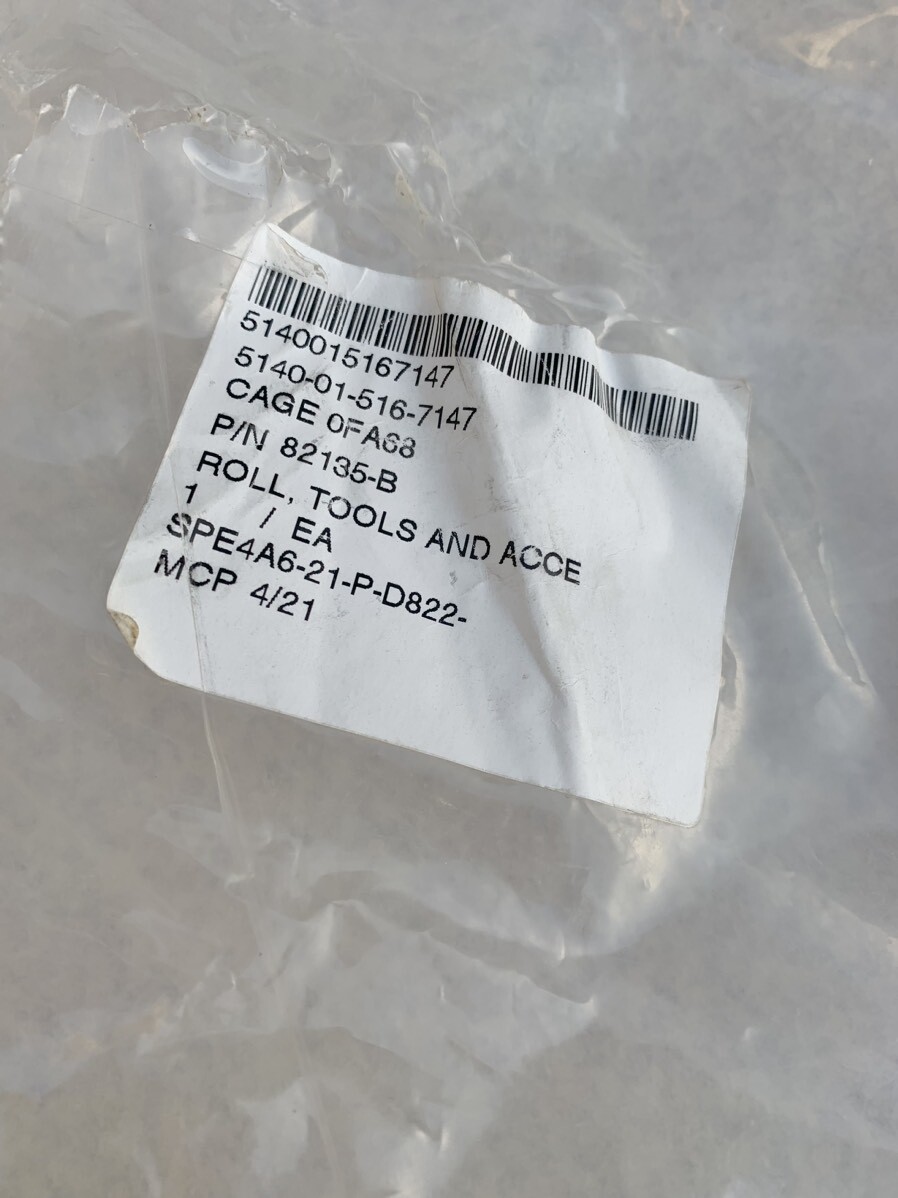 5140015167147
5140-01-516-7147
CAGE 0FA68
P/N 82135-B
ROLL, TOOLS AND ACCE
1 / EA
SPE4A6-21-P-D822-
MCP 4/21